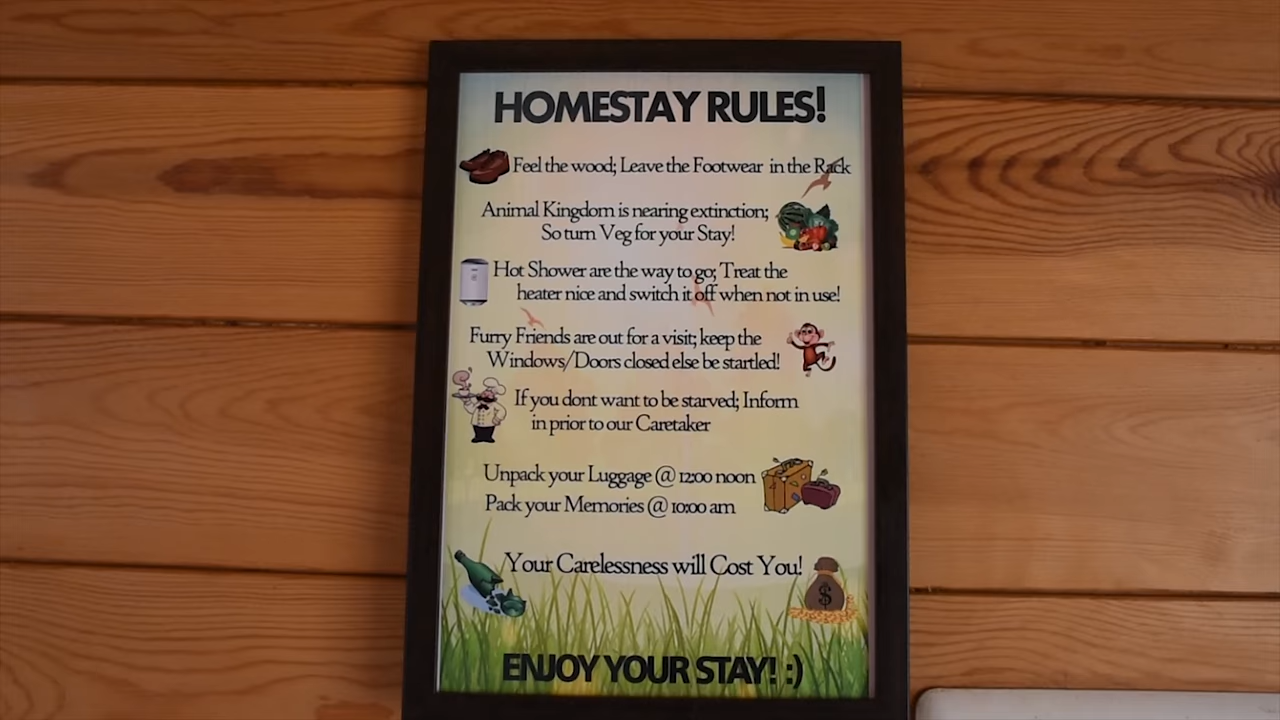 HOMESTAY RULES!
Feel the wood; Leave the Footwear in the Rack
Animal Kingdom is nearing extinction;
So turn Veg for your Stay!
Hot Shower are the way to go; Treat the
heater nice and switch it off when not in use!
Furry Friends are out for a visit; keep the
Windows/Doors closed else be startled!
If you dont want to be starved; Inform
in prior to our Caretaker
Unpack your Luggage @ 12:00 noon
Pack your Memories @ 10:00 am
Your Carelessness will Cost You!
$
ENJOY YOUR STAY! :)